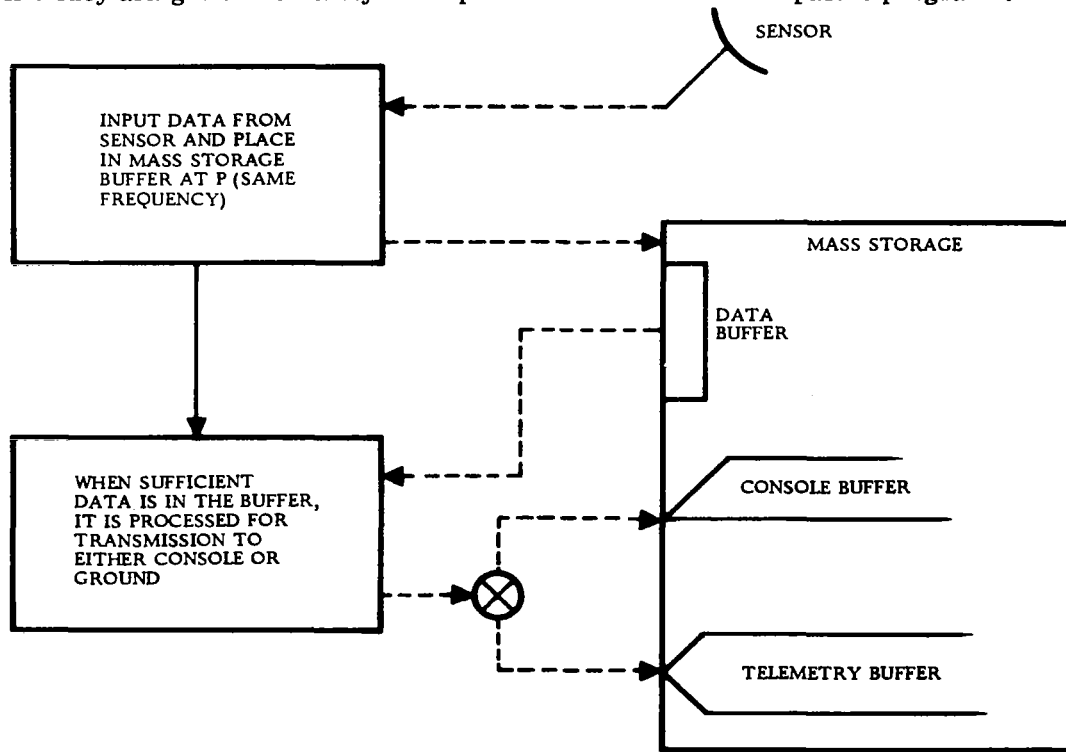 SENSOR
INPUT DATA FROM
SENSOR AND PLACE
IN MASS STORAGE
BUFFER AT P (SAME
FREQUENCY)
MASS STORAGE
DATA
BUFFER
WHEN SUFFICIENT
DATA IS IN THE BUFFER,
IT IS PROCESSED FOR
TRANSMISSION TO
EITHER CONSOLE OR
GROUND
CONSOLE BUFFER
TELEMETRY BUFFER